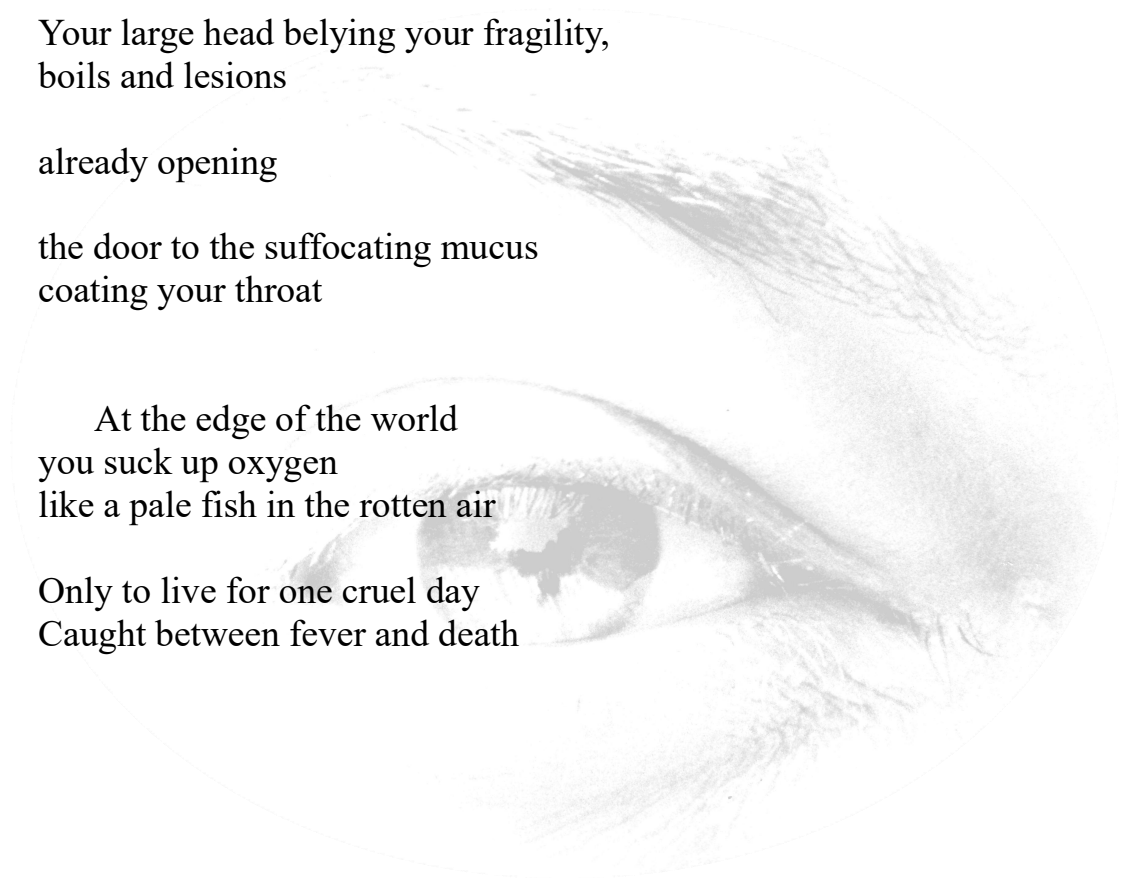 Your large head belying your fragility,
boils and lesions
already opening
the door to the suffocating mucus
coating your throat
At the edge of the world
you suck up oxygen
like a pale fish in the rotten air
Only to live for one cruel day
Caught between fever and death